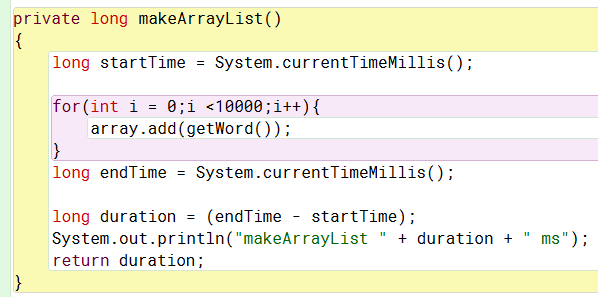 private long makeArrayList()
{
long startTime = System.currentTimeMillis();
for(int i = 0;i <10000;i++){
array.add(getWord());
}
long endTime = System.currentTimeMillis();
long duration = (endTime - startTime);
System.out.println("makeArrayList " + duration + " ms");
return duration;
}